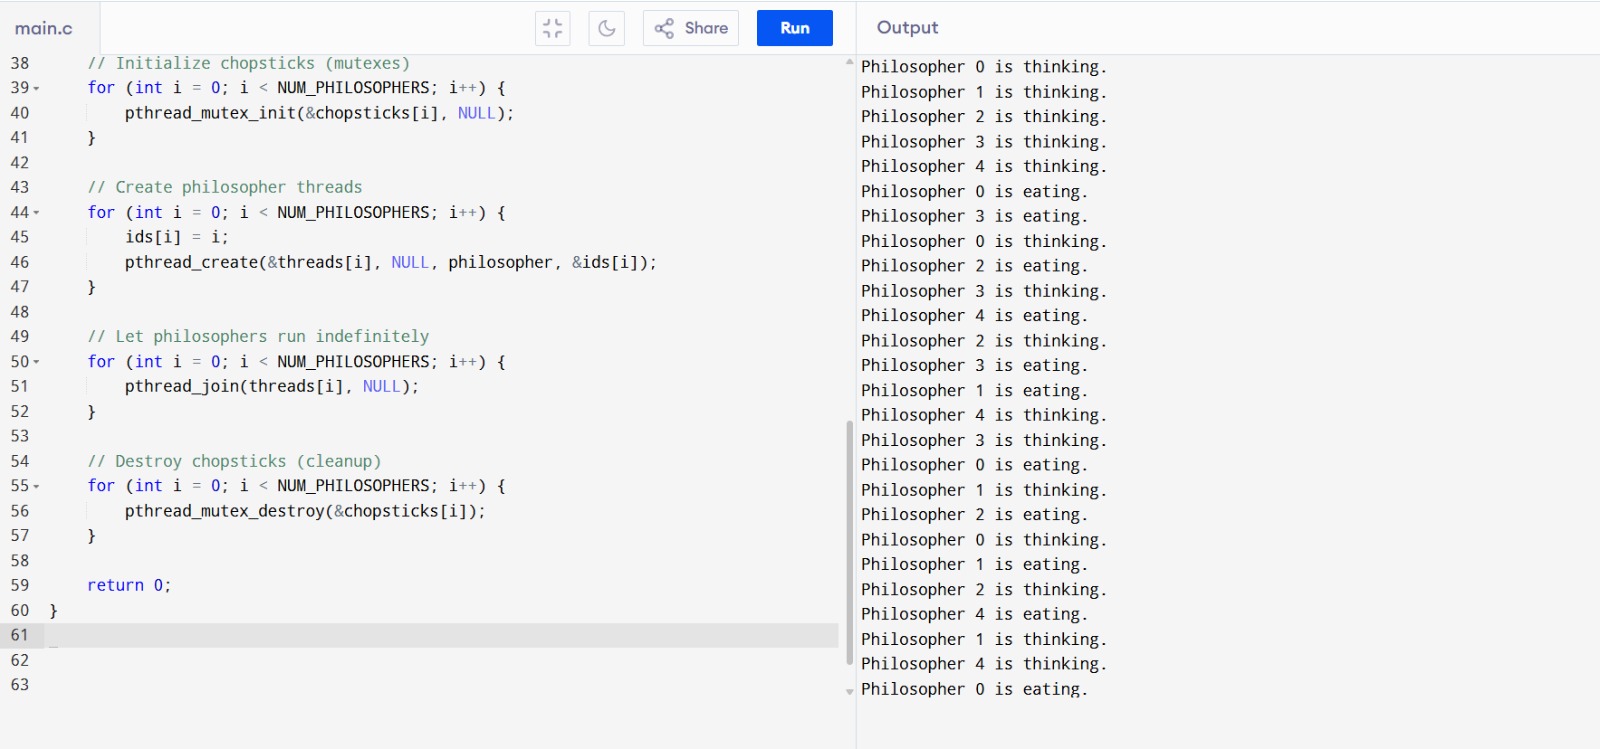 main.c
Share
Run
Output
38     // Initialize chopsticks (mutexes)
39     for (int i = 0; i < NUM_PHILOSOPHERS; i++) {
40         pthread_mutex_init(&chopsticks[i], NULL);
41     }
42
43     // Create philosopher threads
44     for (int i = 0; i < NUM_PHILOSOPHERS; i++) {
45         ids[i] = i;
46         pthread_create(&threads[i], NULL, philosopher, &ids[i]);
47     }
48
49     // Let philosophers run indefinitely
50     for (int i = 0; i < NUM_PHILOSOPHERS; i++) {
51         pthread_join(threads[i], NULL);
52     }
53
54     // Destroy chopsticks (cleanup)
55     for (int i = 0; i < NUM_PHILOSOPHERS; i++) {
56         pthread_mutex_destroy(&chopsticks[i]);
57     }
58
59     return 0;
60 }
61
62
63
Philosopher 0 is thinking.
Philosopher 1 is thinking.
Philosopher 2 is thinking.
Philosopher 3 is thinking.
Philosopher 4 is thinking.
Philosopher 0 is eating.
Philosopher 3 is eating.
Philosopher 0 is thinking.
Philosopher 2 is eating.
Philosopher 3 is thinking.
Philosopher 4 is eating.
Philosopher 2 is thinking.
Philosopher 3 is eating.
Philosopher 1 is eating.
Philosopher 4 is thinking.
Philosopher 3 is thinking.
Philosopher 0 is eating.
Philosopher 1 is thinking.
Philosopher 2 is eating.
Philosopher 0 is thinking.
Philosopher 1 is eating.
Philosopher 2 is thinking.
Philosopher 4 is eating.
Philosopher 1 is thinking.
Philosopher 4 is thinking.
Philosopher 0 is eating.